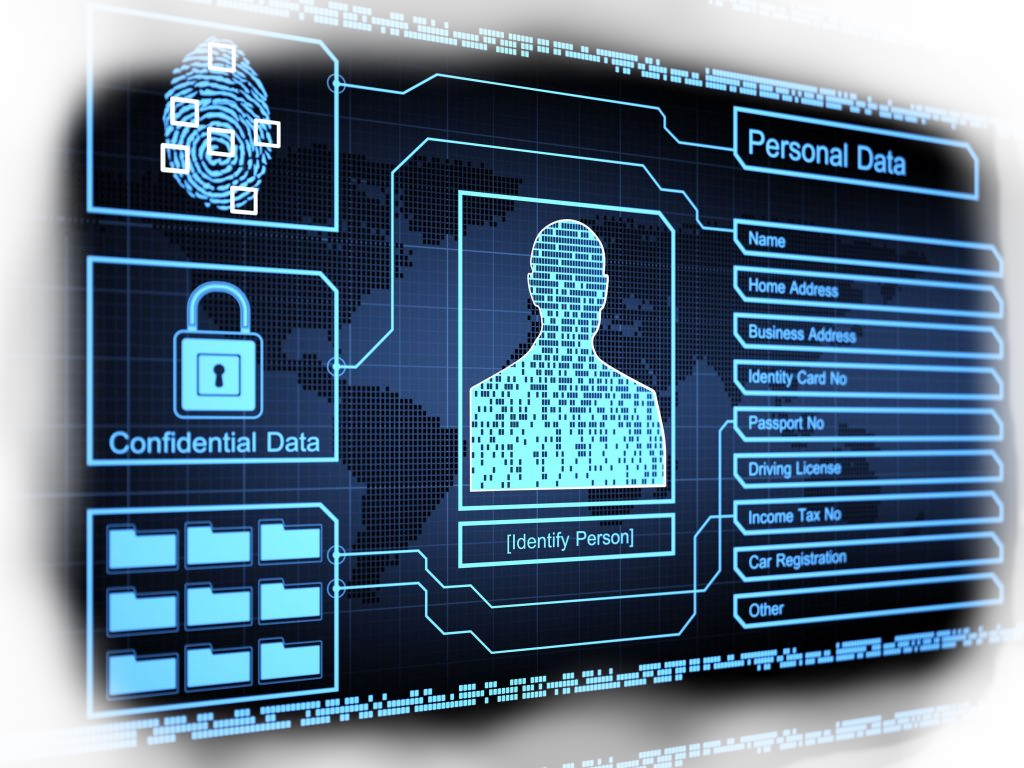 Personal Data
Name
Home Address
Business Address
Identity Card No
Confidential Data
Passport No
Driving License
Income Tax No
[Identify Person]
Car Registration
Other